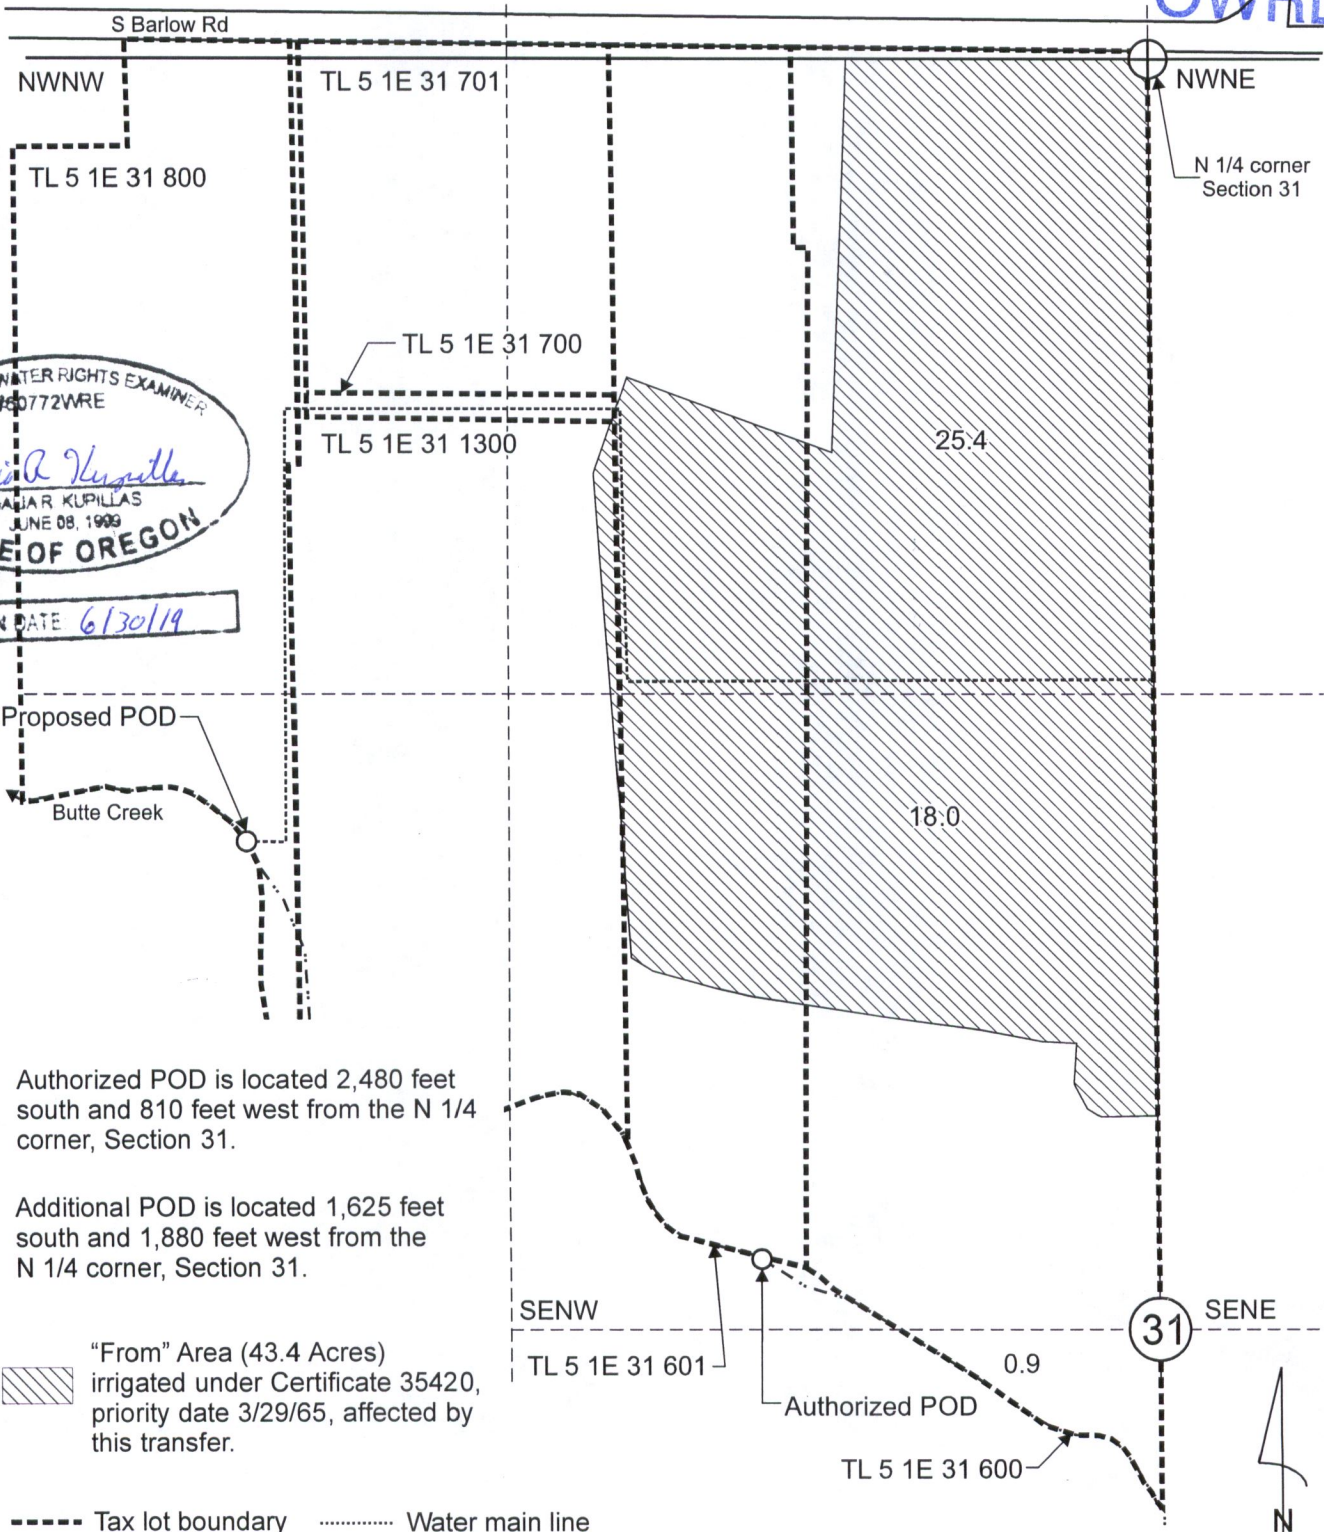 OWRD
S Barlow Rd
NWNW
TL 5 1E 31 701
NWNE
TL 5 1E 31 800
N 1/4 corner
Section 31
TL 5 1E 31 700
WATER RIGHTS EXAMINER
60772WRE
TL 5 1E 31 1300
25.4
R KUPILLAS
JUNE 08, 1999
OF OREGON
DATE 6/30/19
Proposed POD
Butte Creek
18.0
Authorized POD is located 2,480 feet
south and 810 feet west from the N 1/4
corner, Section 31.
Additional POD is located 1,625 feet
south and 1,880 feet west from the
N 1/4 corner, Section 31.
SENW
31
SENE
"From" Area (43.4 Acres)
irrigated under Certificate 35420,
priority date 3/29/65, affected by
this transfer.
TL 5 1E 31 601
0.9
Authorized POD
TL 5 1E 31 600
N
Tax lot boundary
Water main line